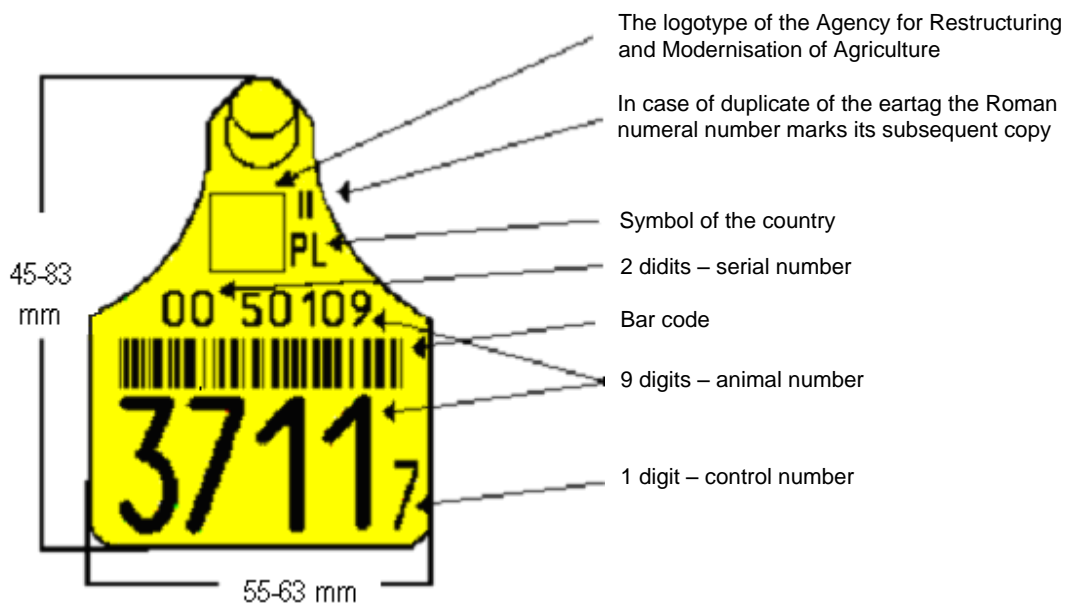 The logotype of the Agency for Restructuring
and Modernisation of Agriculture
In case of duplicate of the eartag the Roman
numeral number marks its subsequent copy
II
Symbol of the country
PL
45-83
mm
2 didits – serial number
00 50109
Bar code
9 digits – animal number
3711
7
1 digit – control number
55-63 mm